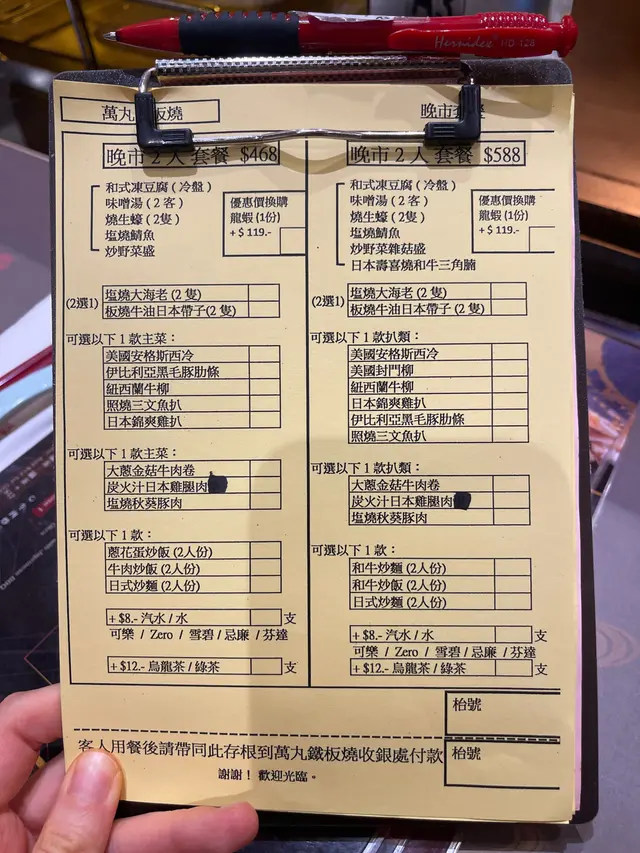 Hernidex HD-128
萬丸 板燒
晚市套餐
晚市 2 人 套餐 $468
和式凍豆腐 ( 冷盤 )
味噌湯 ( 2 客 )
燒生蠔 ( 2隻 )
塩燒鯖魚
炒野菜盛
優惠價換購
龍蝦 (1份)
+ $ 119.-
(2選1)
塩燒大海老 (2 隻)
板燒牛油日本帶子(2 隻)
可選以下 1 款主菜：
美國安格斯西冷
伊比利亞黑毛豚肋條
紐西蘭牛柳
照燒三文魚扒
日本錦爽雞扒
可選以下 1 款主菜：
大蔥金菇牛肉卷
炭火汁日本雞腿肉
塩燒秋葵豚肉
可選以下 1 款：
蔥花蛋炒飯 (2人份)
牛肉炒飯 (2人份)
日式炒麵 (2人份)
+ $8.- 汽水 / 水
支
可樂 / Zero / 雪碧 / 忌廉 / 芬達
+ $12.- 烏龍茶 / 綠茶
支
晚市 2 人 套餐 $588
和式凍豆腐 ( 冷盤 )
味噌湯 ( 2 客 )
燒生蠔 ( 2隻 )
塩燒鯖魚
炒野菜雜菇盛
日本壽喜燒和牛三角腩
優惠價換購
龍蝦 (1份)
+ $ 119.-
(2選1)
塩燒大海老 (2 隻)
板燒牛油日本帶子 (2 隻)
可選以下 1 款扒類：
美國安格斯西冷
美國封門柳
紐西蘭牛柳
日本錦爽雞扒
伊比利亞黑毛豚肋條
照燒三文魚扒
可選以下 1 款扒類：
大蔥金菇牛肉卷
炭火汁日本雞腿肉
塩燒秋葵豚肉
可選以下 1 款：
和牛炒麵 (2人份)
和牛炒飯 (2人份)
日式炒麵 (2人份)
+ $8.- 汽水 / 水
支
可樂 / Zero / 雪碧 / 忌廉 / 芬達
+ $12.- 烏龍茶 / 綠茶
支
枱號
客人用餐後請帶同此存根到萬丸鐵板燒收銀處付款
枱號
謝謝！ 歡迎光臨。